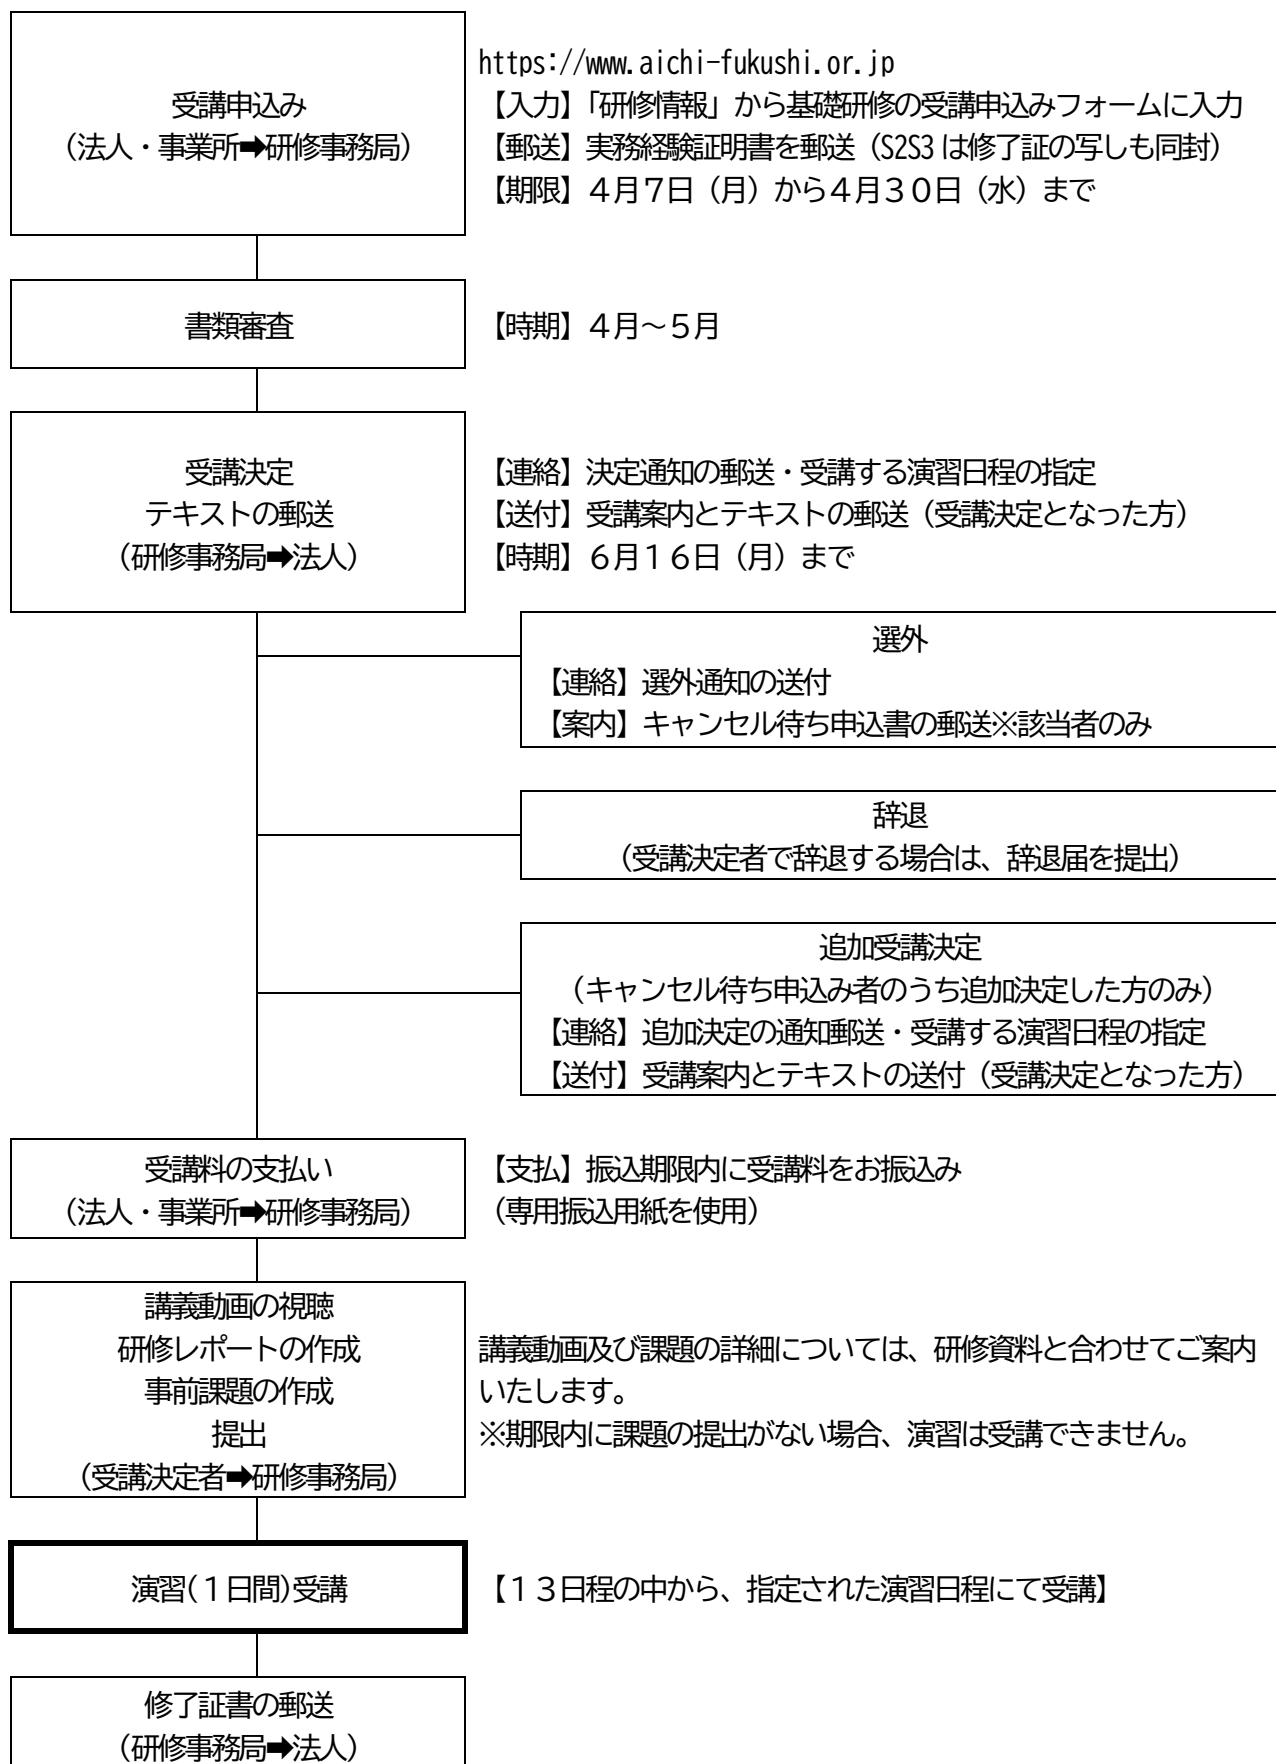 受講申込み
（法人・事業所➡研修事務局）
https://www.aichi-fukushi.or.jp
【入力】「研修情報」から基礎研修の受講申込みフォームに入力
【郵送】実務経験証明書を郵送（S2S3は修了証の写しも同封）
【期限】４月７日（月）から４月３０日（水）まで
書類審査
【時期】４月～５月
受講決定
テキストの郵送
（研修事務局➡法人）
【連絡】決定通知の郵送・受講する演習日程の指定
【送付】受講案内とテキストの郵送（受講決定となった方）
【時期】６月１６日（月）まで
選外
【連絡】選外通知の送付
【案内】キャンセル待ち申込書の郵送※該当者のみ
辞退
（受講決定者で辞退する場合は、辞退届を提出）
追加受講決定
（キャンセル待ち申込み者のうち追加決定した方のみ）
【連絡】追加決定の通知郵送・受講する演習日程の指定
【送付】受講案内とテキストの送付（受講決定となった方）
受講料の支払い
（法人・事業所➡研修事務局）
【支払】振込期限内に受講料をお振込み
（専用振込用紙を使用）
講義動画の視聴
研修レポートの作成
事前課題の作成
提出
（受講決定者➡研修事務局）
講義動画及び課題の詳細については、研修資料と合わせてご案内
いたします。
※期限内に課題の提出がない場合、演習は受講できません。
演習(１日間)受講
【１３日程の中から、指定された演習日程にて受講】
修了証書の郵送
（研修事務局➡法人）